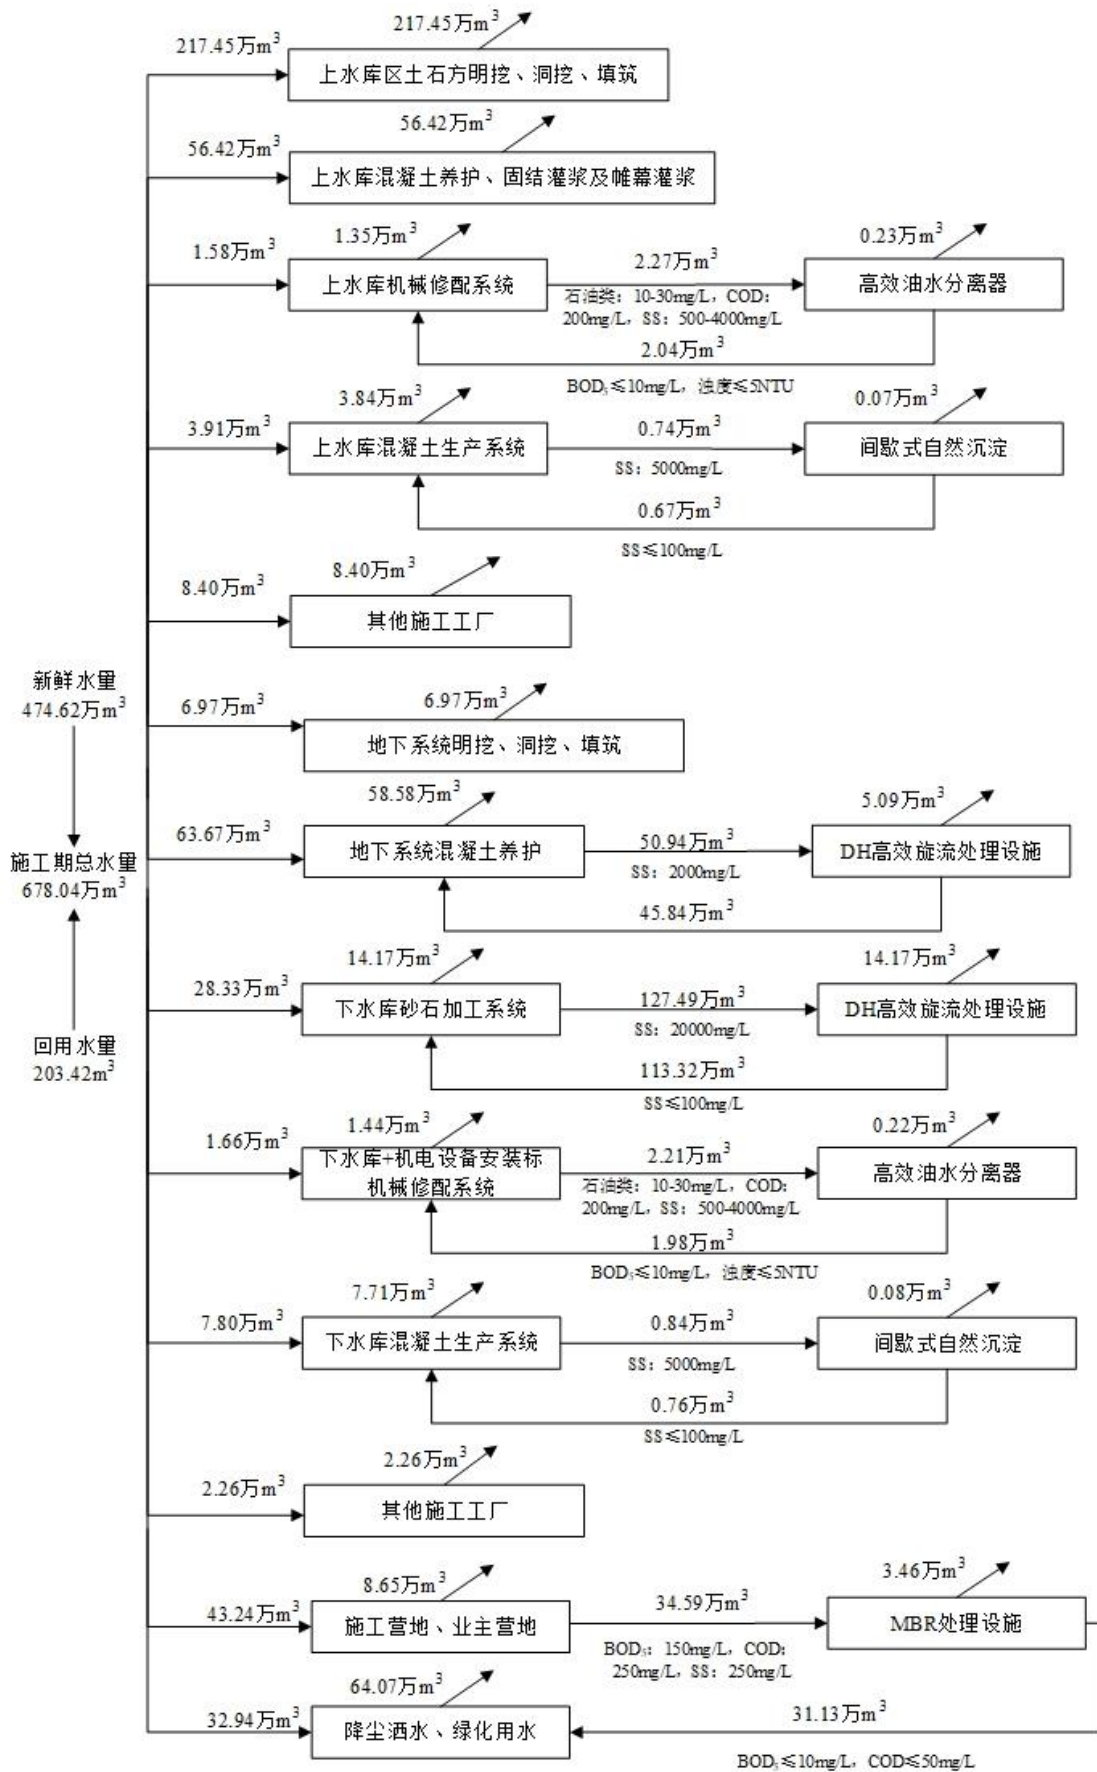 217.45万m³
217.45万m³
上水库区土石方明挖、洞挖、填筑
56.42万m³
56.42万m³
上水库混凝土养护、固结灌浆及帷幕灌浆
1.58万m³
1.35万m³
上水库机械修配系统
2.27万m³
石油类：10-30mg/L，COD：
200mg/L，SS：500-4000mg/L
0.23万m³
高效油水分离器
2.04万m³
BOD₅≤10mg/L，浊度≤5NTU
3.91万m³
3.84万m³
上水库混凝土生产系统
0.74万m³
SS：5000mg/L
0.07万m³
间歇式自然沉淀
0.67万m³
SS≤100mg/L
8.40万m³
8.40万m³
其他施工工厂
新鲜水量
474.62万m³
施工期总水量
678.04万m³
回用水量
203.42m³
6.97万m³
6.97万m³
地下系统明挖、洞挖、填筑
63.67万m³
58.58万m³
地下系统混凝土养护
50.94万m³
SS：2000mg/L
5.09万m³
DH高效旋流处理设施
45.84万m³
28.33万m³
14.17万m³
下水库砂石加工系统
127.49万m³
SS：20000mg/L
14.17万m³
DH高效旋流处理设施
113.32万m³
SS≤100mg/L
1.66万m³
1.44万m³
下水库+机电设备安装标
机械修配系统
2.21万m³
石油类：10-30mg/L，COD：
200mg/L，SS：500-4000mg/L
0.22万m³
高效油水分离器
1.98万m³
BOD₅≤10mg/L，浊度≤5NTU
7.80万m³
7.71万m³
下水库混凝土生产系统
0.84万m³
SS：5000mg/L
0.08万m³
间歇式自然沉淀
0.76万m³
SS≤100mg/L
2.26万m³
2.26万m³
其他施工工厂
43.24万m³
8.65万m³
施工营地、业主营地
34.59万m³
BOD₅：150mg/L，COD：
250mg/L，SS：250mg/L
3.46万m³
MBR处理设施
32.94万m³
64.07万m³
降尘洒水、绿化用水
31.13万m³
BOD₅≤10mg/L，COD≤50mg/L